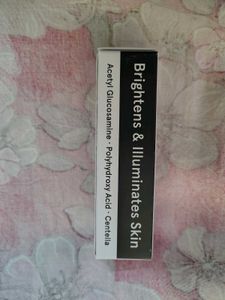 Brightens & Illuminates Skin
Acetyl Glucosamine · Polyhydroxy Acid · Centella